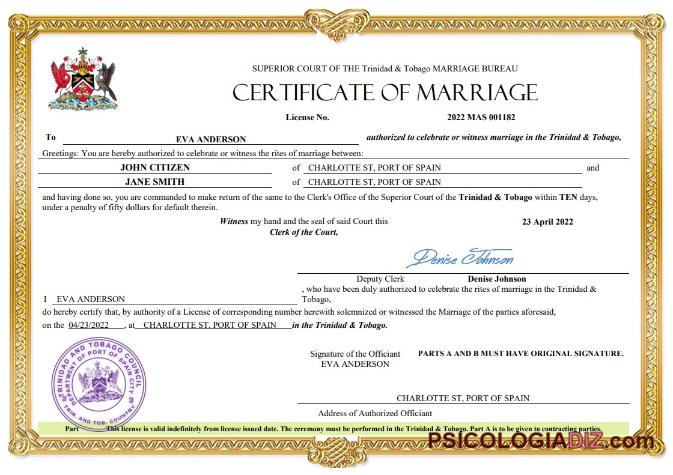 SUPERIOR COURT OF THE Trinidad & Tobago MARRIAGE BUREAU
CERTIFICATE OF MARRIAGE
License No. 2022 MAS 001182
To EVA ANDERSON authorized to celebrate or witness marriage in the Trinidad & Tobago,
Greetings: You are hereby authorized to celebrate or witness the rites of marriage between:
JOHN CITIZEN of CHARLOTTE ST, PORT OF SPAIN and
JANE SMITH of CHARLOTTE ST, PORT OF SPAIN
and having done so, you are commanded to make return of the same to the Clerk's Office of the Superior Court of the Trinidad & Tobago within TEN days,
under a penalty of fifty dollars for default therein.
Witness my hand and the seal of said Court this 23 April 2022
Clerk of the Court,
Denise Johnson
Deputy Clerk Denise Johnson
I EVA ANDERSON , who have been duly authorized to celebrate the rites of marriage in the Trinidad &
Tobago,
do hereby certify that, by authority of a License of corresponding number herewith solemnized or witnessed the Marriage of the parties aforesaid,
on the 04/23/2022 , at CHARLOTTE ST, PORT OF SPAIN in the Trinidad & Tobago.
Signature of the Officiant PARTS A AND B MUST HAVE ORIGINAL SIGNATURE.
EVA ANDERSON
TRINIDAD AND TOBAGO COUNCIL
DEPARTMENT OF PORT OF SPAIN CITY
TRIN. AND TOB. COUNTRY
CHARLOTTE ST, PORT OF SPAIN
Address of Authorized Officiant
Part This license is valid indefinitely from license issued date. The ceremony must be performed in the Trinidad & Tobago. Part A is to be given to contracting parties.
PSICOLOGIADIZ.com